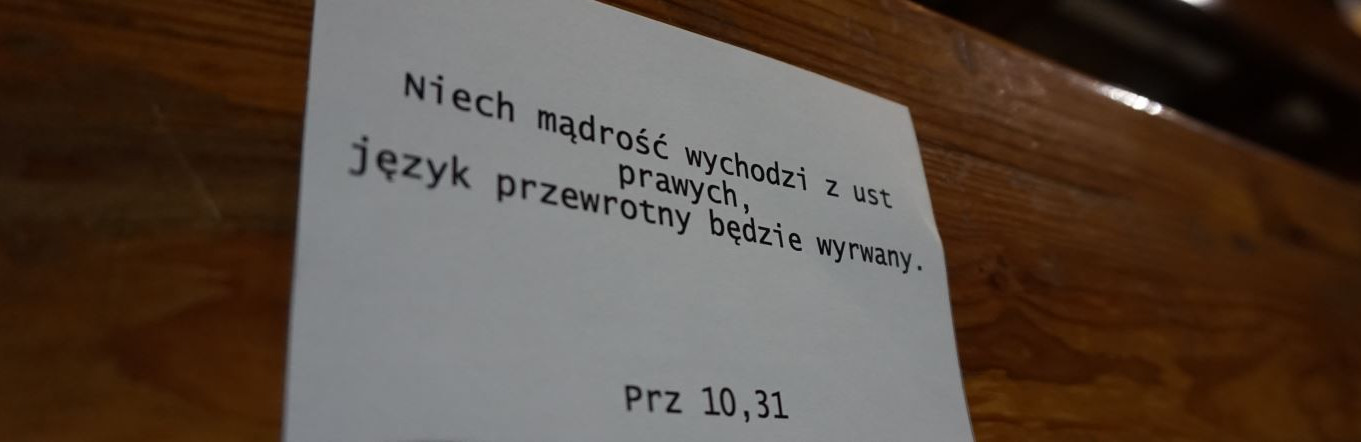 Niech mądrość wychodzi z ust
prawych,
język przewrotny będzie wyrwany.
Prz 10,31